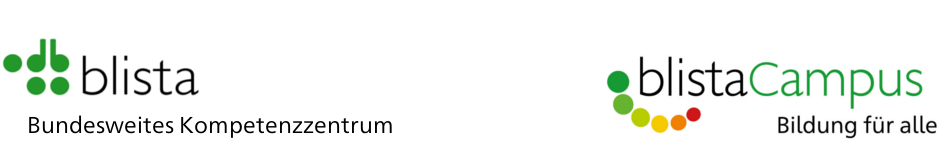 blista
Bundesweites Kompetenzzentrum
blistaCampus
Bildung für alle